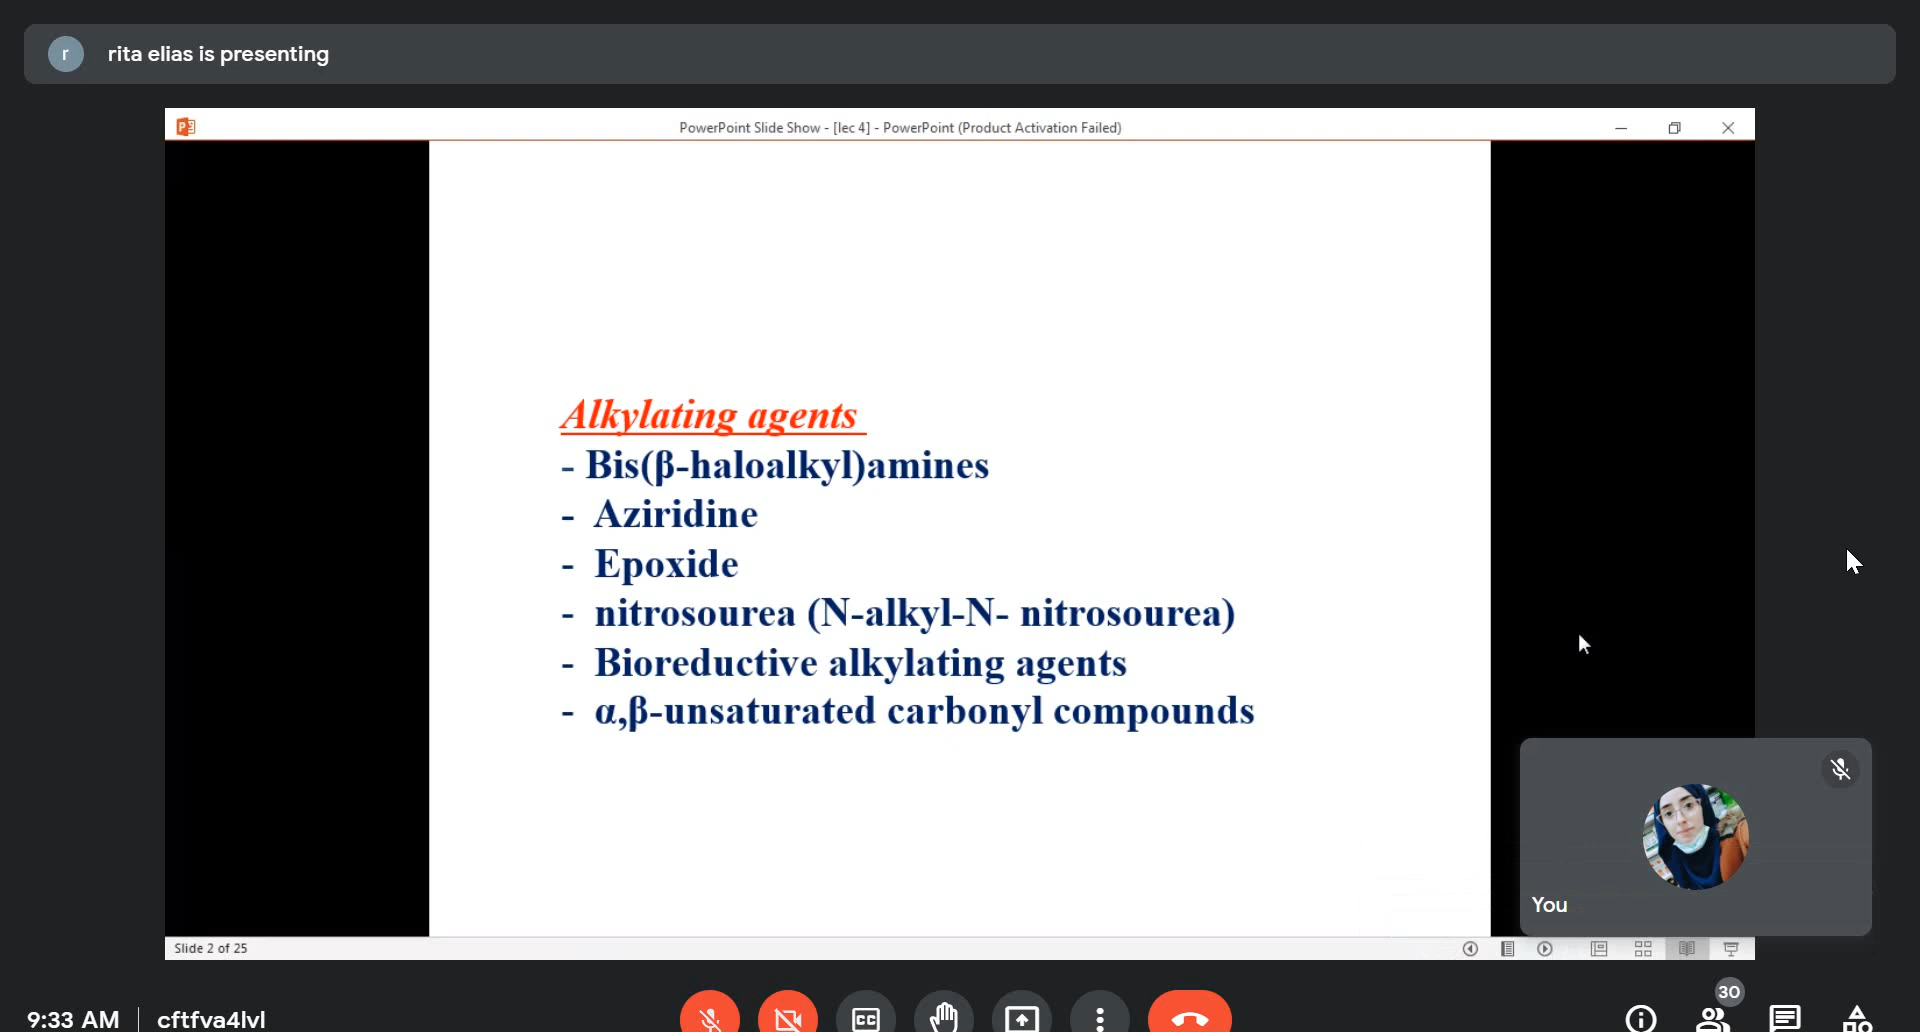 r
rita elias is presenting
PowerPoint Slide Show - [lec 4] - PowerPoint (Product Activation Failed)
Alkylating agents
- Bis(β-haloalkyl)amines
- Aziridine
- Epoxide
- nitrosourea (N-alkyl-N- nitrosourea)
- Bioreductive alkylating agents
- α,β-unsaturated carbonyl compounds
You
Slide 2 of 25
30
9:33 AM | cftfva4lvl
CC